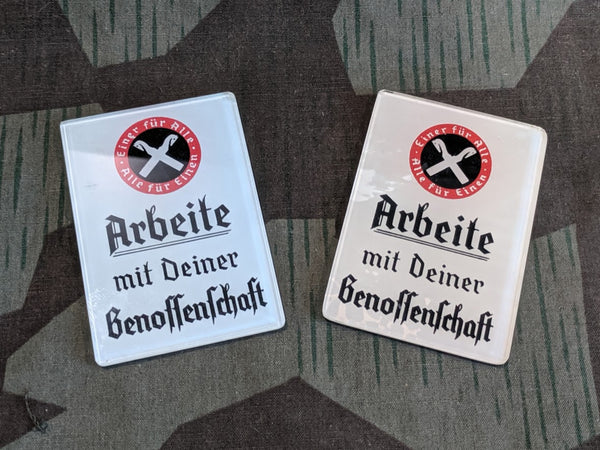 Einer für Alle
Alle für Einen
Arbeite
mit Deiner
Genossenschaft
Einer für Alle
Alle für Einen
Arbeite
mit Deiner
Genossenschaft